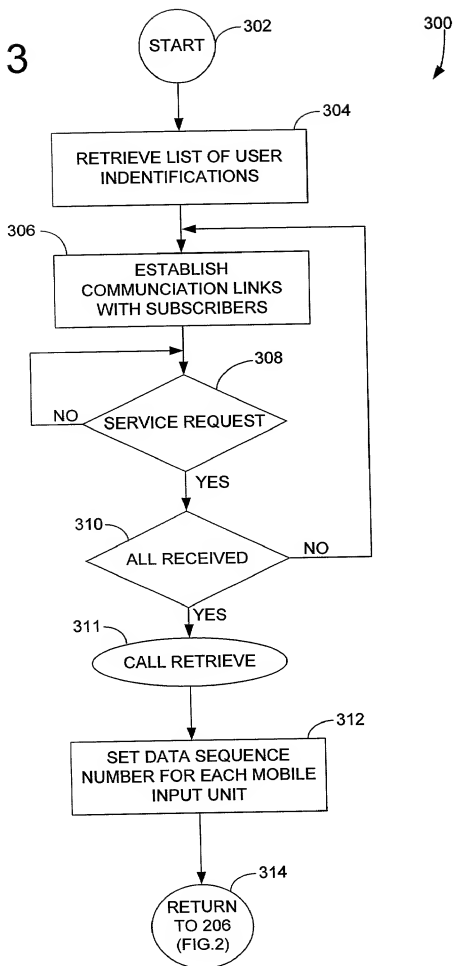 3
START
302
300
304
RETRIEVE LIST OF USER
INDENTIFICATIONS
306
ESTABLISH
COMMUNCIATION LINKS
WITH SUBSCRIBERS
308
NO
SERVICE REQUEST
YES
310
ALL RECEIVED
NO
YES
311
CALL RETRIEVE
312
SET DATA SEQUENCE
NUMBER FOR EACH MOBILE
INPUT UNIT
314
RETURN
TO 206
(FIG.2)